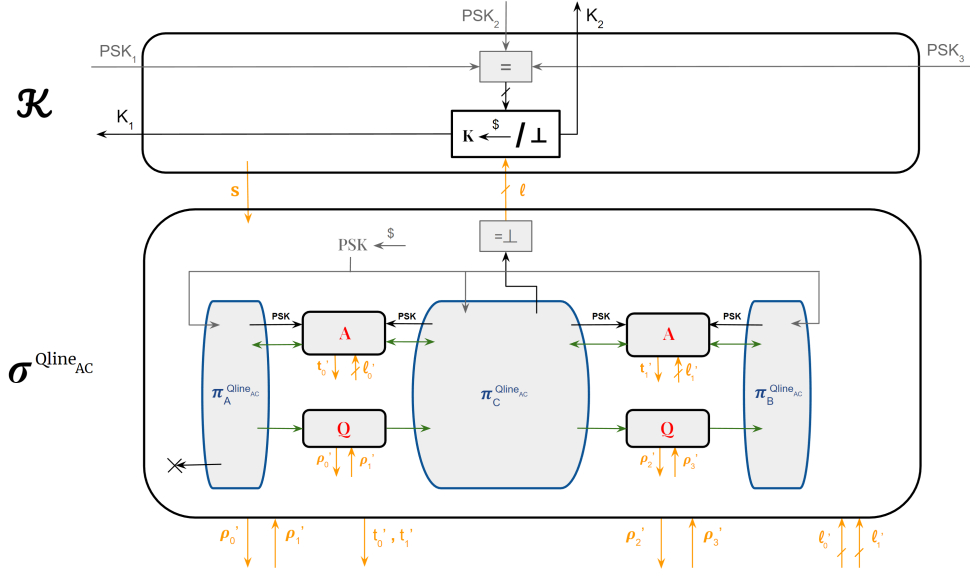 PSK₂
K₂
PSK₁
=
PSK₃
𝒦
K₁
K ← $ / ⊥
s
ℓ
PSK ← $
=⊥
PSK
PSK
PSK
PSK
A
A
t₀'
ℓ₀'
t₁'
ℓ₁'
σ^Qline_AC
π_A^Qline_AC
π_C^Qline_AC
π_B^Qline_AC
Q
Q
ρ₀'
ρ₁'
ρ₂'
ρ₃'
ρ₀'
ρ₁'
t₀' , t₁'
ρ₂'
ρ₃'
ℓ₀'
ℓ₁'